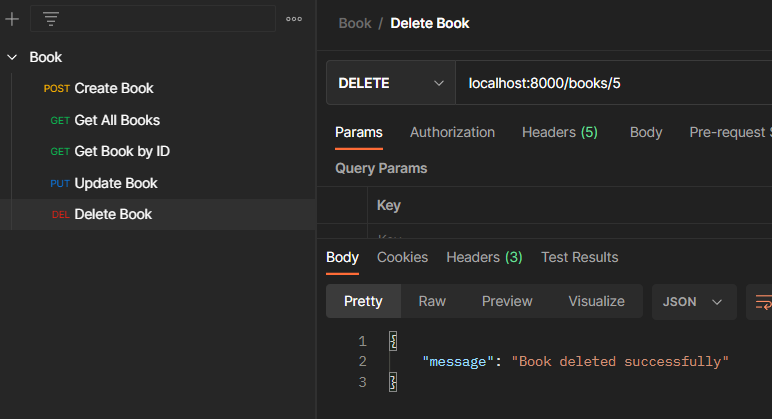 Book
POST Create Book
GET Get All Books
GET Get Book by ID
PUT Update Book
DEL Delete Book
Book / Delete Book
DELETE localhost:8000/books/5
Params Authorization Headers (5) Body Pre-request
Query Params
Key
Key
Body Cookies Headers (3) Test Results
Pretty Raw Preview Visualize JSON
1 {
2 "message": "Book deleted successfully"
3 }